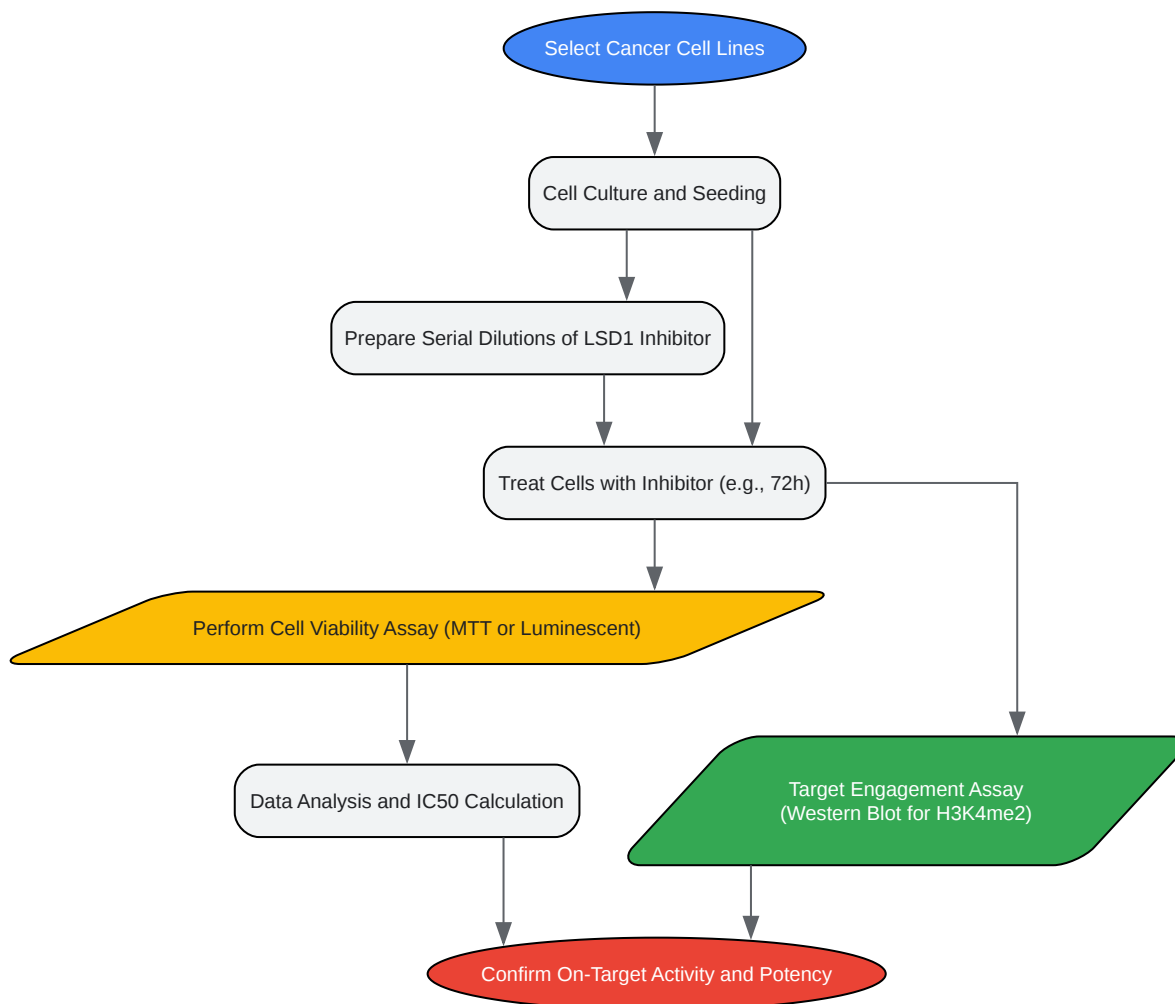 Select Cancer Cell Lines
Cell Culture and Seeding
Prepare Serial Dilutions of LSD1 Inhibitor
Treat Cells with Inhibitor (e.g., 72h)
Perform Cell Viability Assay (MTT or Luminescent)
Data Analysis and IC50 Calculation
Target Engagement Assay
(Western Blot for H3K4me2)
Confirm On-Target Activity and Potency